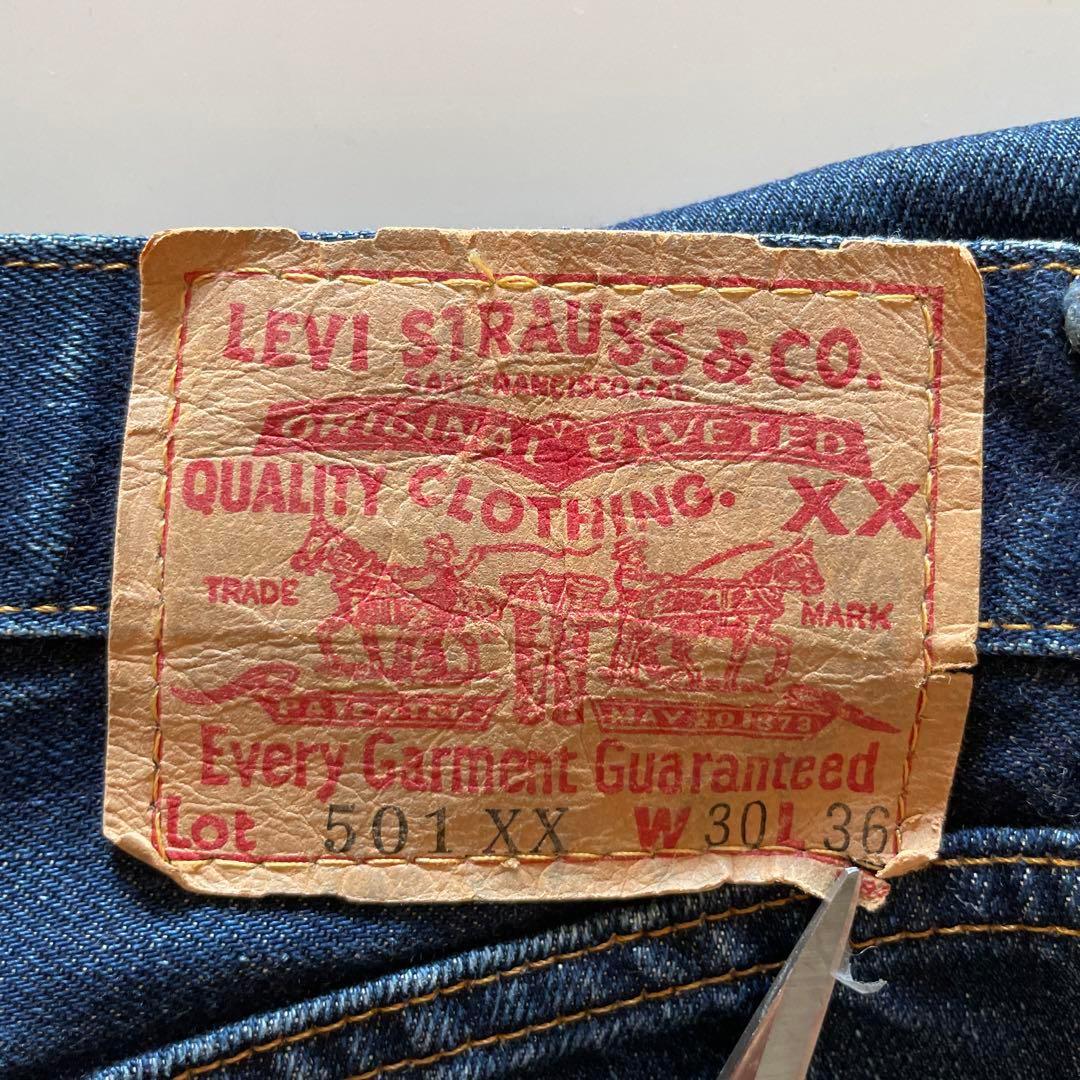 LEVI STRAUSS & CO.
SAN FRANCISCO CAL
ORIGINAL RIVETED
QUALITY CLOTHING. XX
TRADE MARK
MAY 20 1873
Every Garment Guaranteed
Lot 501 XX W 30 L 36